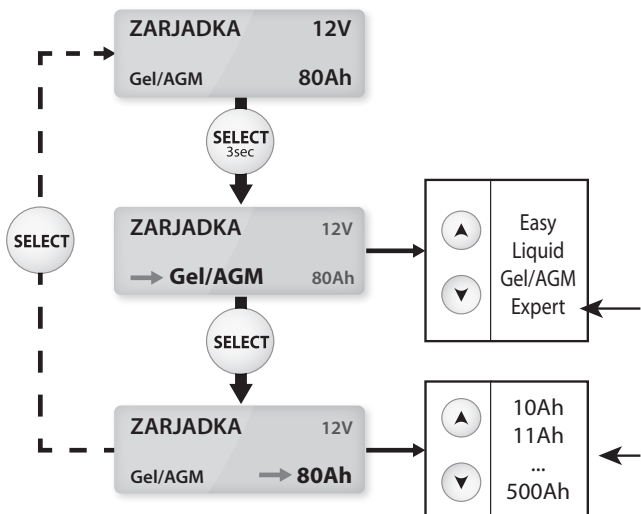 ZARJADKA 12V
Gel/AGM 80Ah
SELECT
3sec
SELECT
ZARJADKA 12V
Gel/AGM 80Ah
Easy
Liquid
Gel/AGM
Expert
SELECT
ZARJADKA 12V
Gel/AGM 80Ah
10Ah
11Ah
...
500Ah